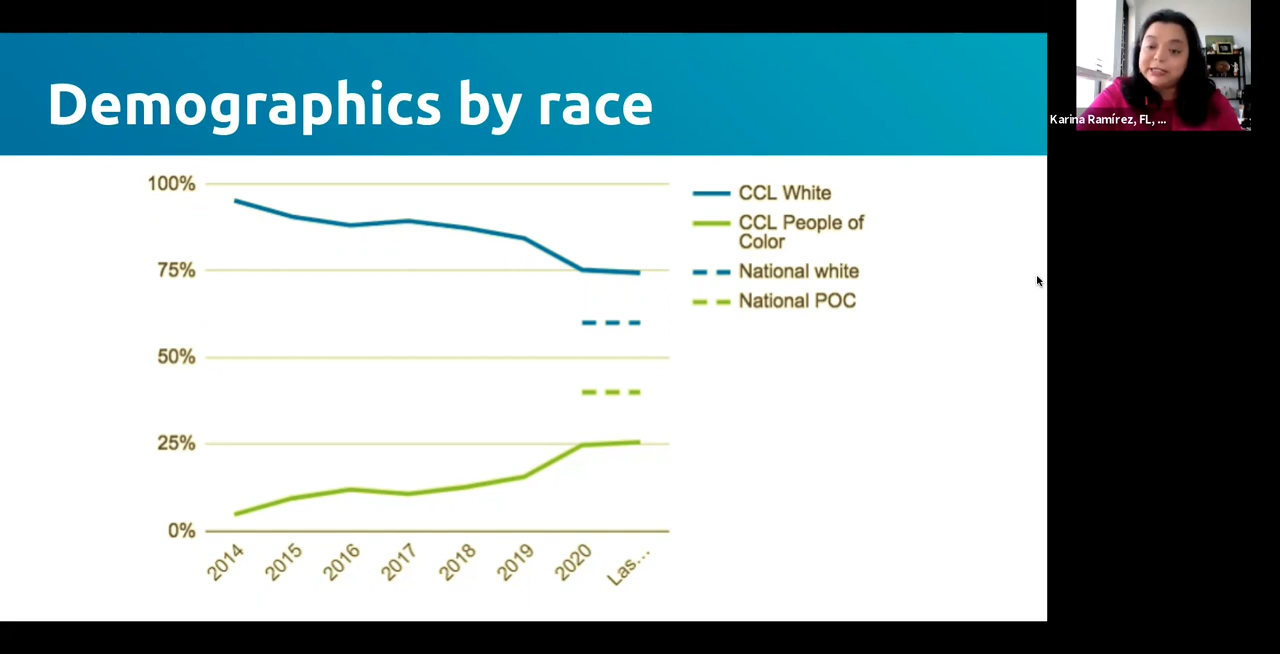 Demographics by race
Karina Ramírez, FL, ...
100%
75%
50%
25%
0%
2014
2015
2016
2017
2018
2019
2020
Las...
CCL White
CCL People of
Color
National white
National POC